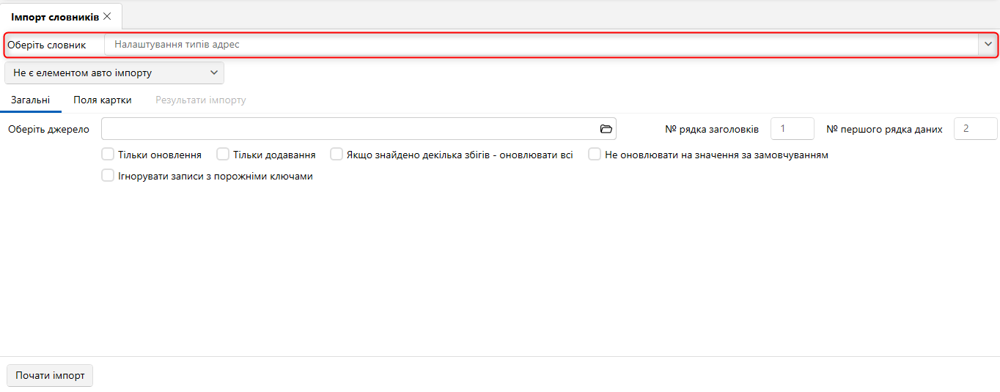 Імпорт словників
Оберіть словник Налаштування типів адрес
Не є елементом авто імпорту
Загальні Поля картки Результати імпорту
Оберіть джерело № рядка заголовків 1 № першого рядка даних 2
Тільки оновлення Тільки додавання Якщо знайдено декілька збігів - оновлювати всі Не оновлювати на значення за замовчуванням
Ігнорувати записи з порожніми ключами
Почати імпорт